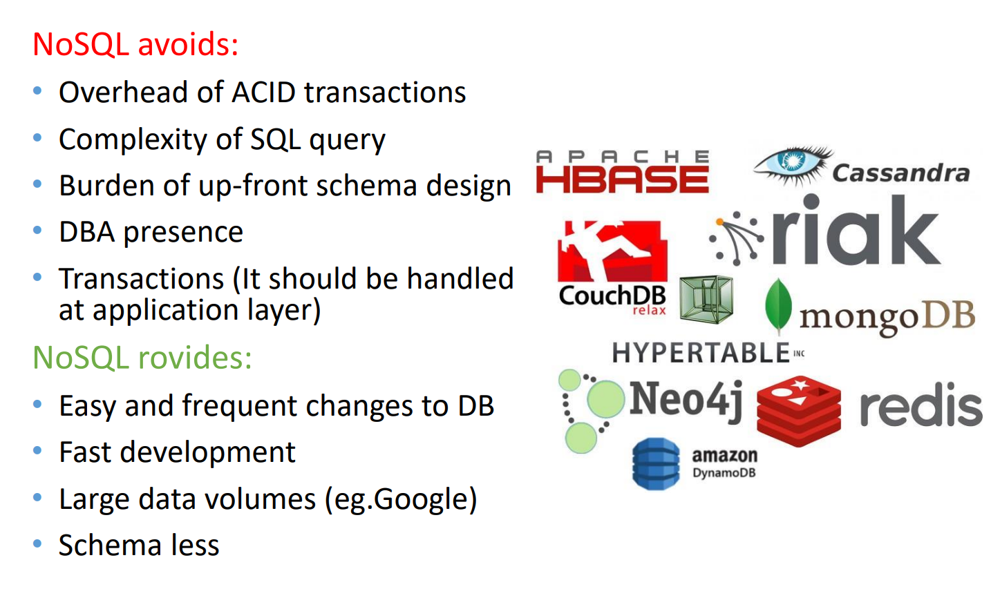 NoSQL avoids:
• Overhead of ACID transactions
• Complexity of SQL query
• Burden of up-front schema design
• DBA presence
• Transactions (It should be handled
at application layer)
NoSQL rovides:
• Easy and frequent changes to DB
• Fast development
• Large data volumes (eg.Google)
• Schema less
APACHE
HBASE
Cassandra
riak
CouchDB
relax
mongoDB
HYPERTABLE INC
Neo4j
redis
amazon
DynamoDB